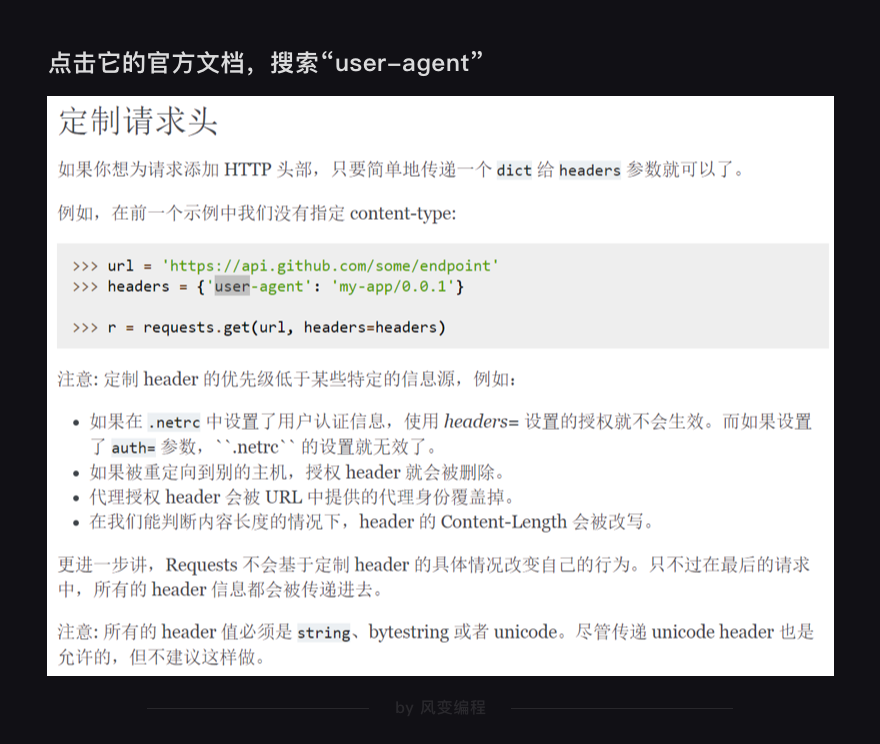 点击它的官方文档，搜索“user-agent”
定制请求头
如果你想为请求添加 HTTP 头部，只要简单地传递一个 dict 给 headers 参数就可以了。
例如，在前一个示例中我们没有指定 content-type:
>>> url = 'https://api.github.com/some/endpoint'
>>> headers = {'user-agent': 'my-app/0.0.1'}
>>> r = requests.get(url, headers=headers)
注意: 定制 header 的优先级低于某些特定的信息源，例如：
• 如果在 .netrc 中设置了用户认证信息，使用 headers= 设置的授权就不会生效。而如果设置
了 auth= 参数，``.netrc`` 的设置就无效了。
• 如果被重定向到别的主机，授权 header 就会被删除。
• 代理授权 header 会被 URL 中提供的代理身份覆盖掉。
• 在我们能判断内容长度的情况下，header 的 Content-Length 会被改写。
更进一步讲，Requests 不会基于定制 header 的具体情况改变自己的行为。只不过在最后的请求
中，所有的 header 信息都会被传递进去。
注意: 所有的 header 值必须是 string、bytestring 或者 unicode。尽管传递 unicode header 也是
允许的，但不建议这样做。
by 风变编程